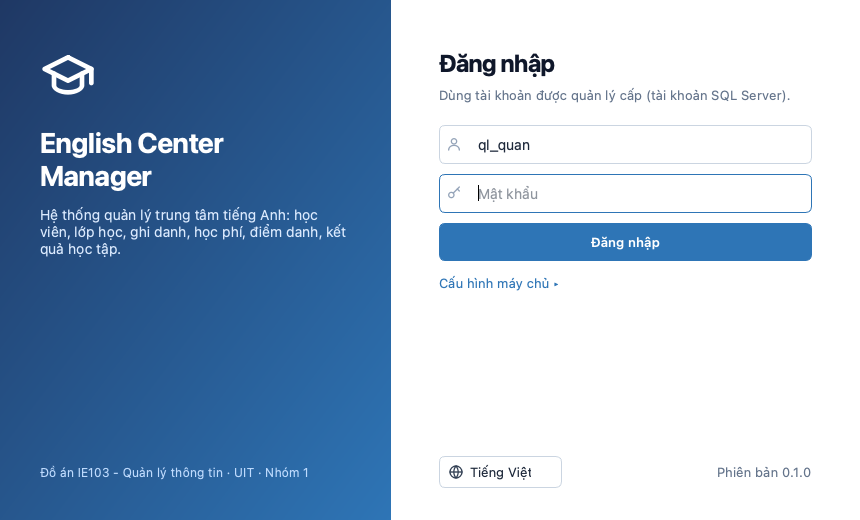 English Center
Manager
Hệ thống quản lý trung tâm tiếng Anh: học
viên, lớp học, ghi danh, học phí, điểm danh, kết
quả học tập.
Đồ án IE103 - Quản lý thông tin · UIT · Nhóm 1
Đăng nhập
Dùng tài khoản được quản lý cấp (tài khoản SQL Server).
ql_quan
Mật khẩu
Đăng nhập
Cấu hình máy chủ ▸
Tiếng Việt
Phiên bản 0.1.0